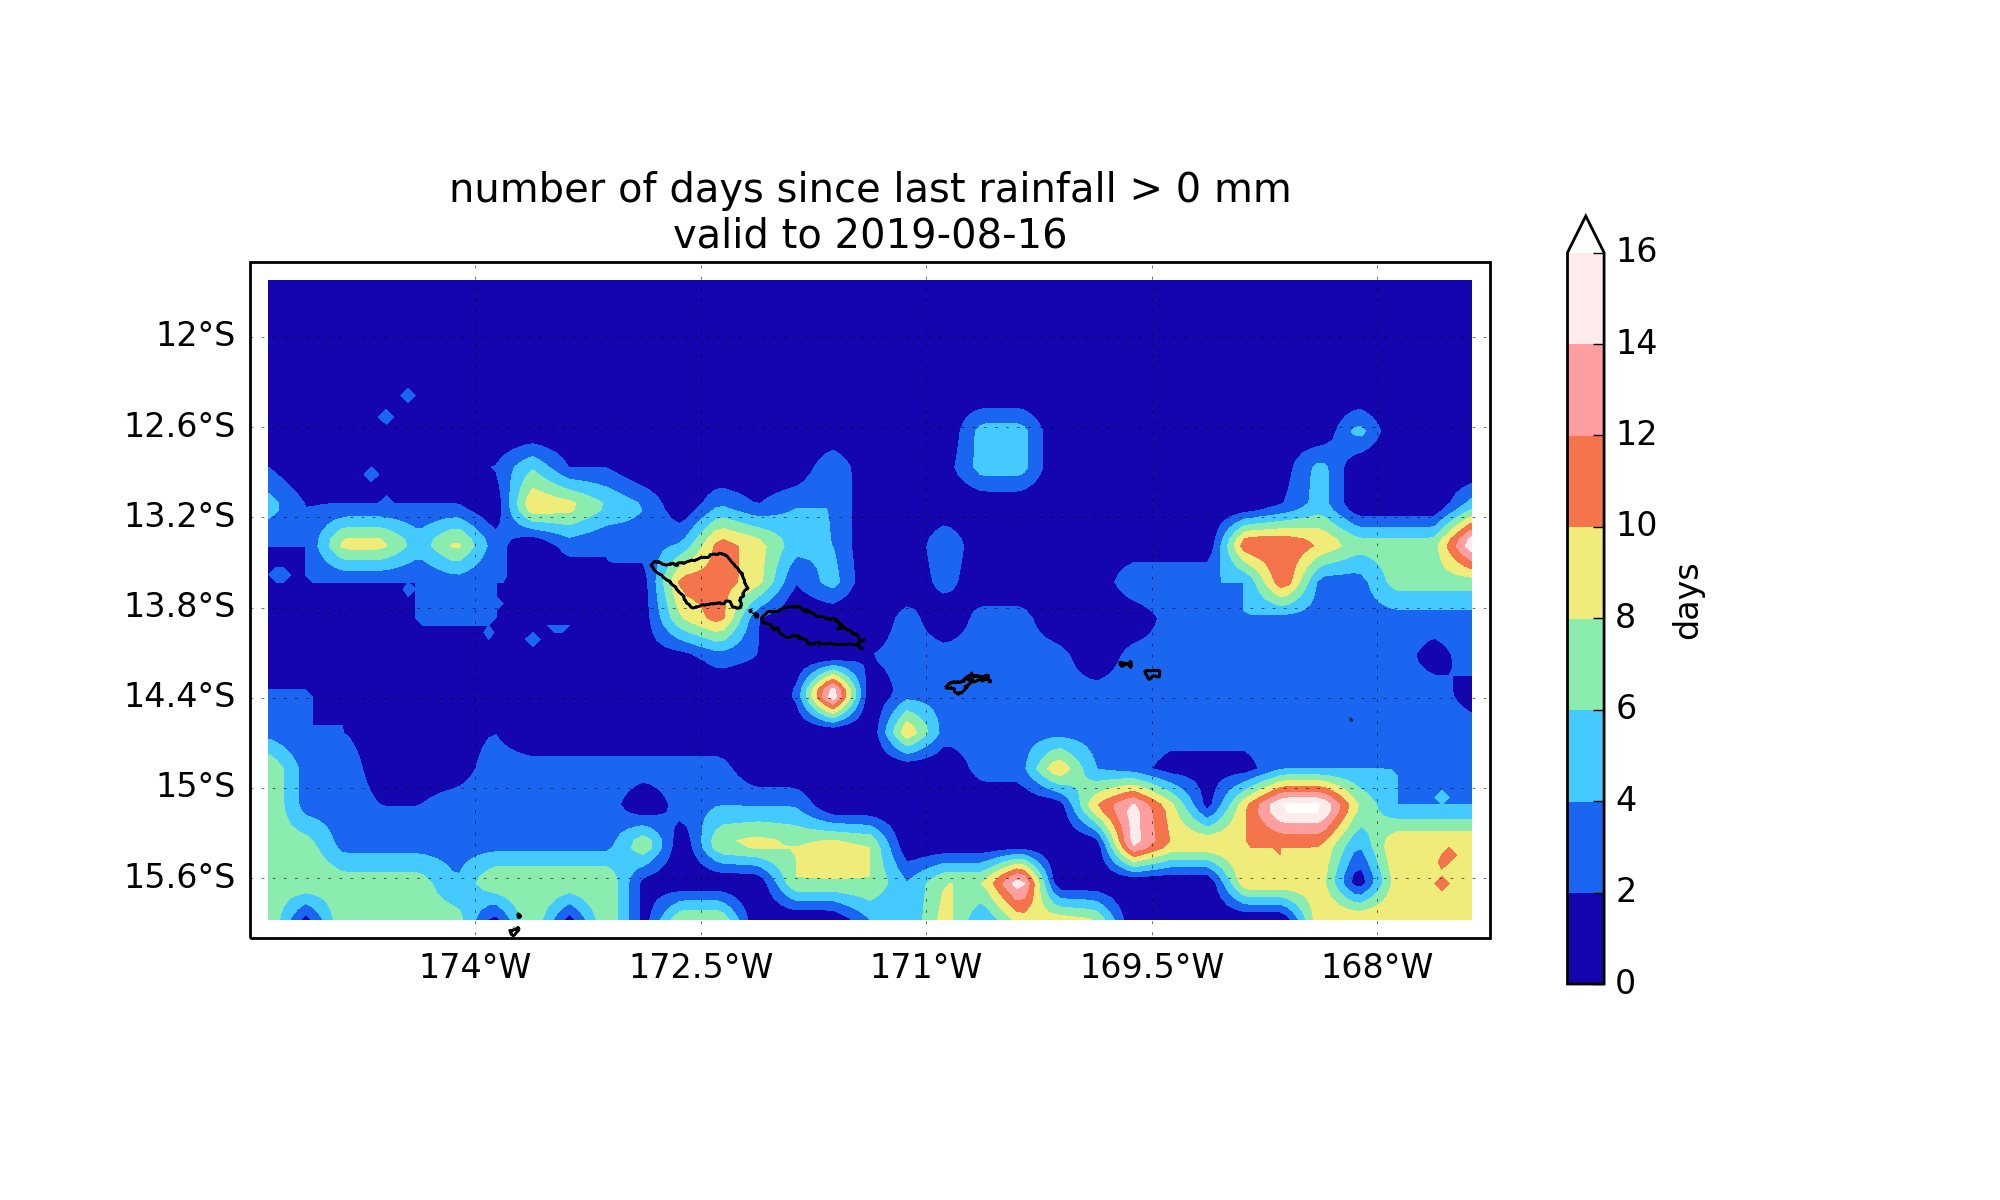 number of days since last rainfall > 0 mm
valid to 2019-08-16
12°S
12.6°S
13.2°S
13.8°S
14.4°S
15°S
15.6°S
174°W
172.5°W
171°W
169.5°W
168°W
16
14
12
10
8
6
4
2
0
days